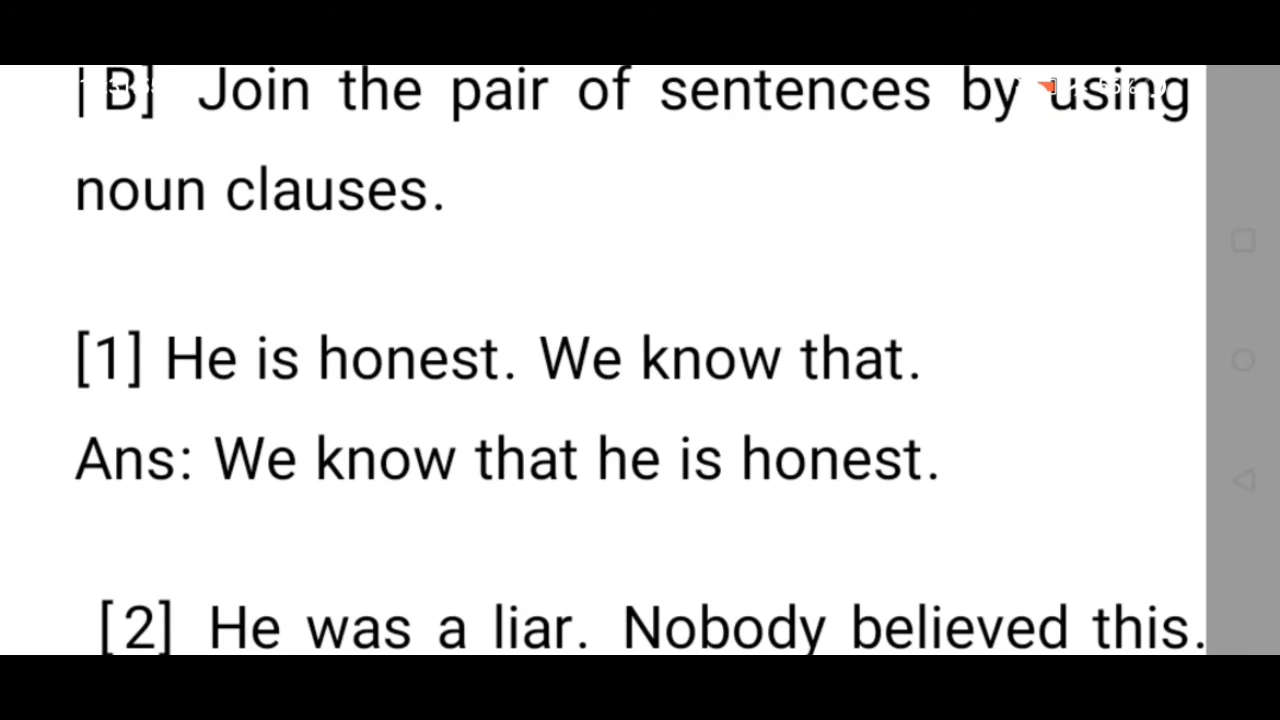 [B] Join the pair of sentences by using
noun clauses.
[1] He is honest. We know that.
Ans: We know that he is honest.
[2] He was a liar. Nobody believed this.